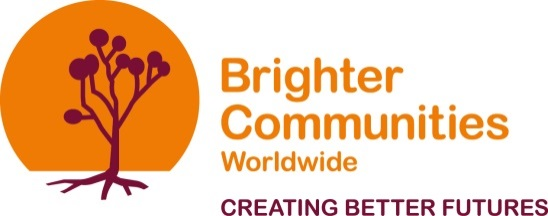 Brighter
Communities
Worldwide
CREATING BETTER FUTURES